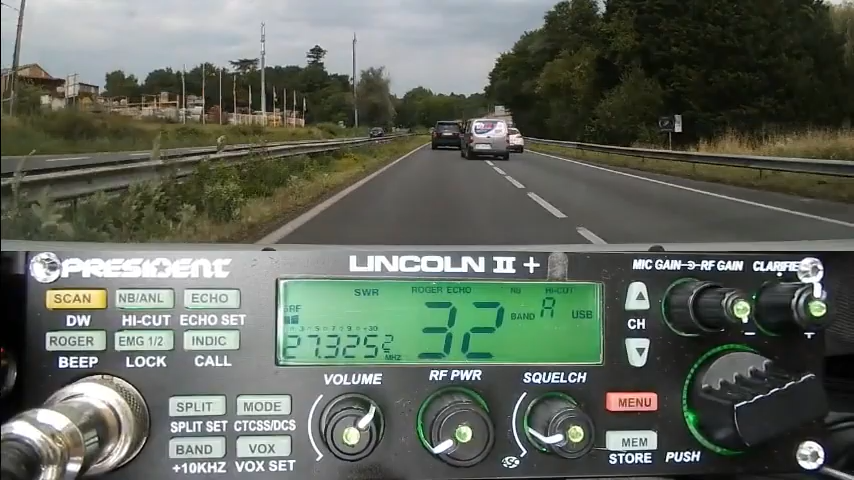 PRESIDENT
LINCOLN II +
MIC GAIN RF GAIN CLARIFIER
SCAN NB/ANL ECHO
DW HI-CUT ECHO SET
ROGER EMG 1/2 INDIC
BEEP LOCK CALL
SPLIT MODE
SPLIT SET CTCSS/DCS
BAND VOX
+10KHZ VOX SET
SWR ROGER ECHO NB HI-CUT
32 BAND A USB
27.325 MHZ
CH
VOLUME RF PWR SQUELCH
MENU
MEM
STORE PUSH